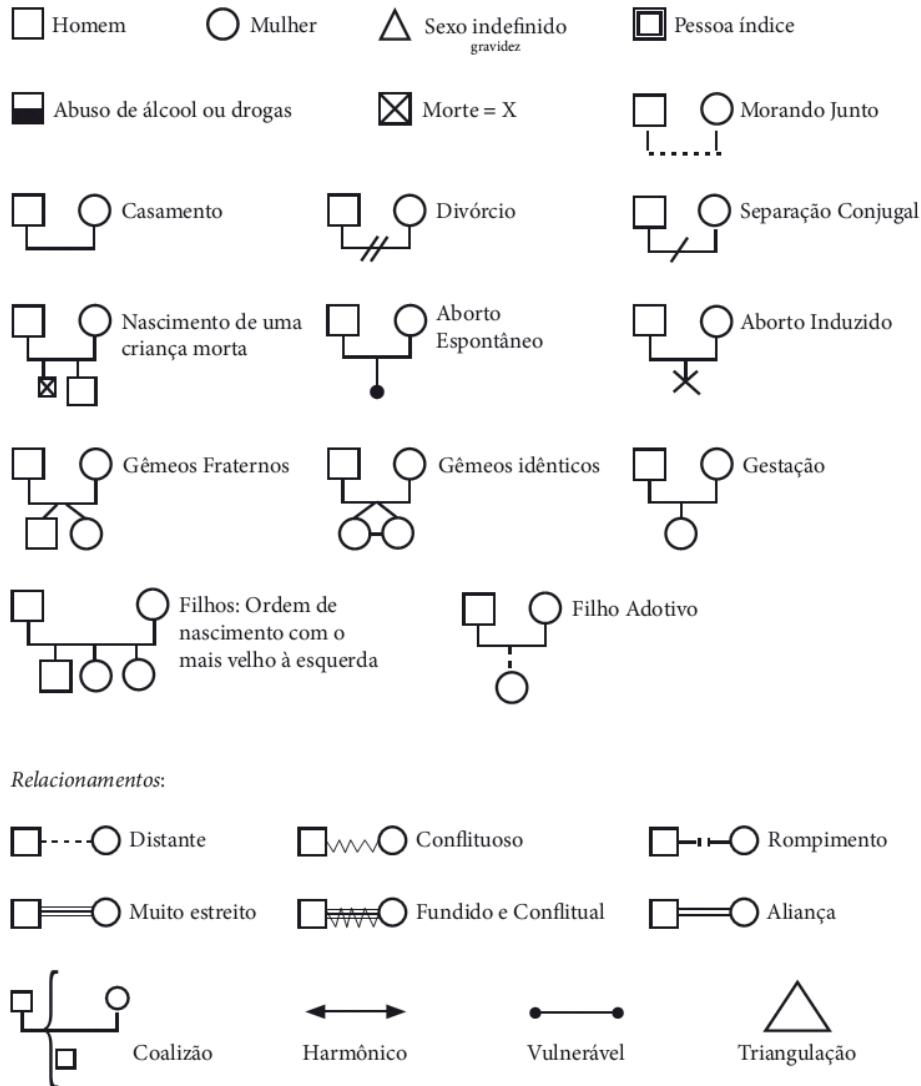 Homem
Mulher
Sexo indefinido
gravidez
Pessoa índice
Abuso de álcool ou drogas
Morte = X
Morando Junto
Casamento
Divórcio
Separação Conjugal
Nascimento de uma
criança morta
Aborto
Espontâneo
Aborto Induzido
Gêmeos Fraternos
Gêmeos idênticos
Gestação
Filhos: Ordem de
nascimento com o
mais velho à esquerda
Filho Adotivo
Relacionamentos:
Distante
Conflituoso
Rompimento
Muito estreito
Fundido e Conflitual
Aliança
Coalizão
Harmônico
Vulnerável
Triangulação